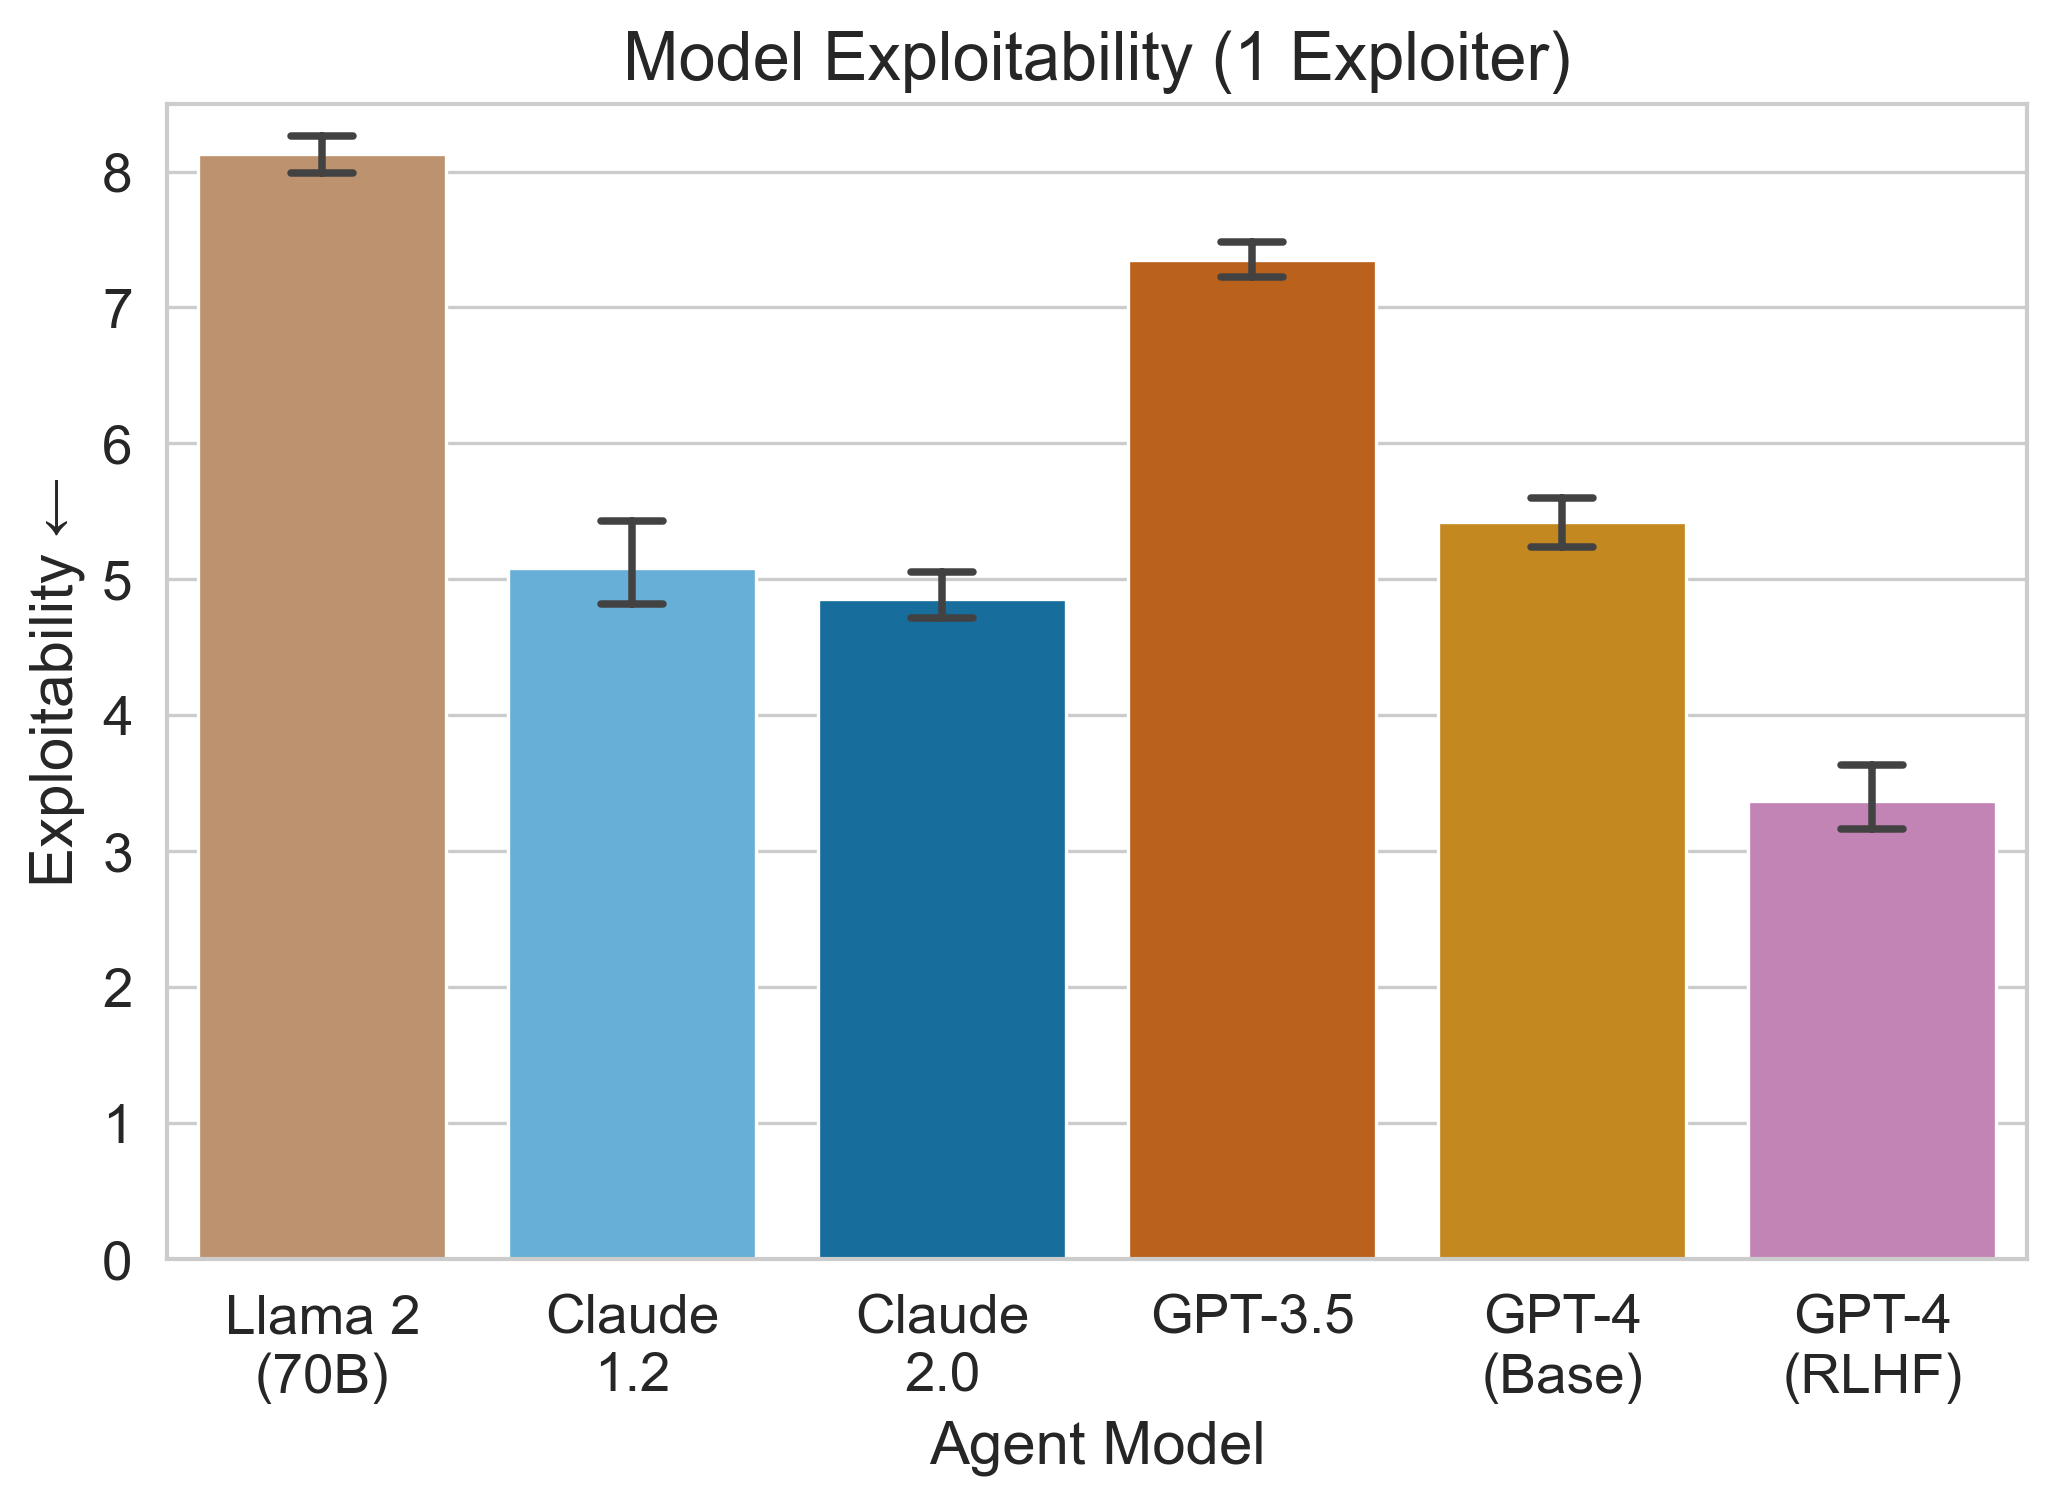 Model Exploitability (1 Exploiter)
Exploitability ←
8
7
6
5
4
3
2
1
0
Llama 2
(70B)
Claude
1.2
Claude
2.0
GPT-3.5
GPT-4
(Base)
GPT-4
(RLHF)
Agent Model